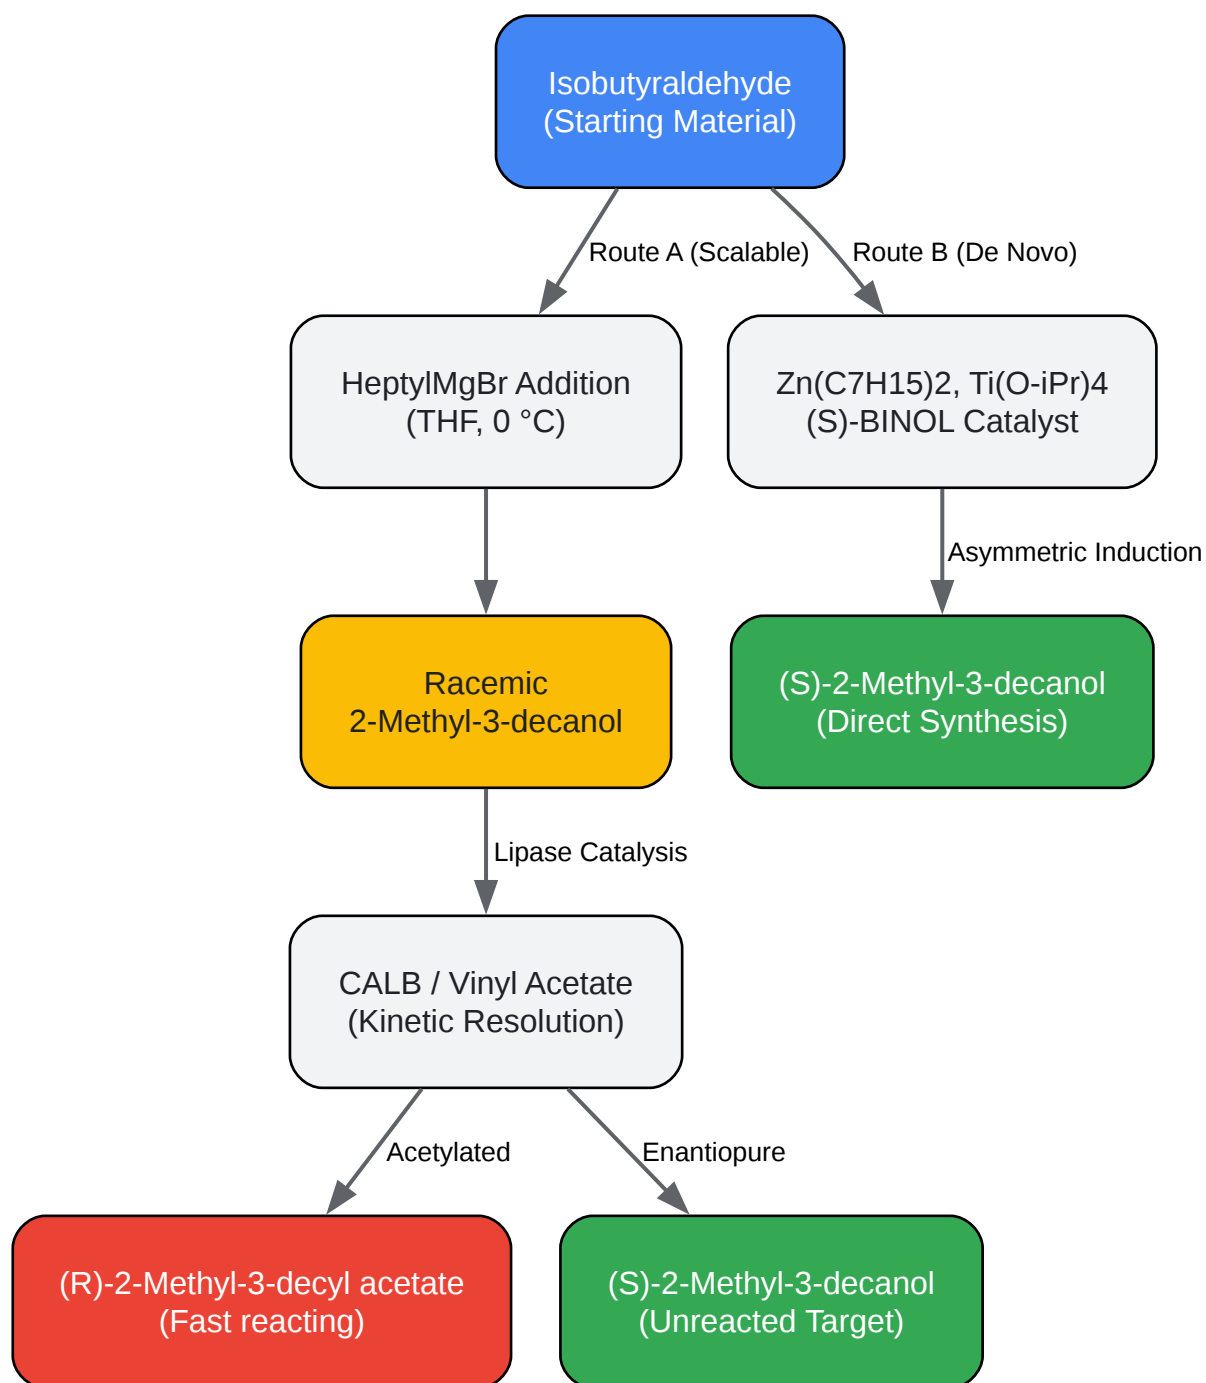 Isobutyraldehyde
(Starting Material)
Route A (Scalable)
Route B (De Novo)
HeptylMgBr Addition
(THF, 0 °C)
Zn(C7H15)2, Ti(O-iPr)4
(S)-BINOL Catalyst
Asymmetric Induction
Racemic
2-Methyl-3-decanol
(S)-2-Methyl-3-decanol
(Direct Synthesis)
Lipase Catalysis
CALB / Vinyl Acetate
(Kinetic Resolution)
Acetylated
Enantiopure
(R)-2-Methyl-3-decyl acetate
(Fast reacting)
(S)-2-Methyl-3-decanol
(Unreacted Target)